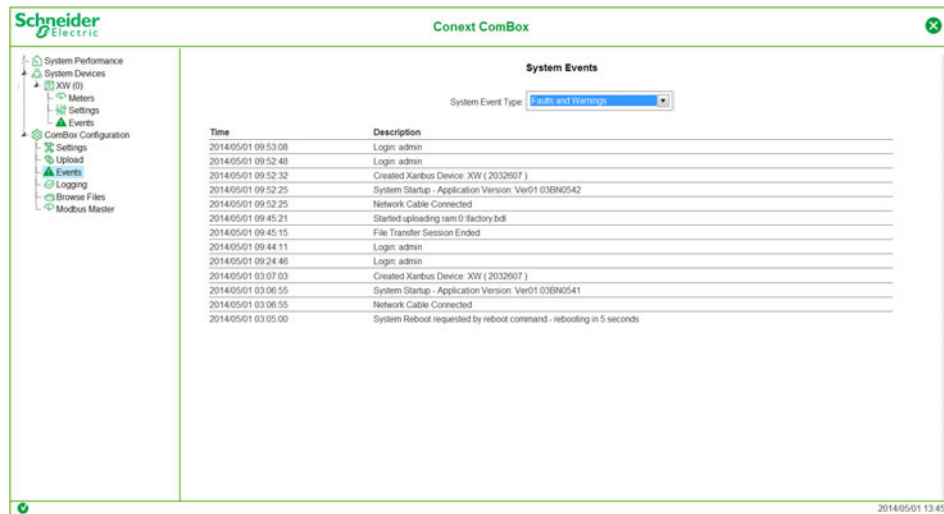 Schneider
Electric
Conext ComBox
System Performance
System Devices
XW (0)
Meters
Settings
Events
ComBox Configuration
Settings
Upload
Events
Logging
Browse Files
Modbus Master
System Events
System Event Type: Faults and Warnings
Time Description
2014/05/01 09:53:08 Login: admin
2014/05/01 09:52:48 Login: admin
2014/05/01 09:52:32 Created Xanbus Device: XW ( 2032607 )
2014/05/01 09:52:25 System Startup - Application Version: Ver01.03BN0542
2014/05/01 09:52:25 Network Cable Connected
2014/05/01 09:45:21 Started uploading ram:0:\factory.bdl
2014/05/01 09:45:15 File Transfer Session Ended
2014/05/01 09:44:11 Login: admin
2014/05/01 09:24:46 Login: admin
2014/05/01 03:07:03 Created Xanbus Device: XW ( 2032607 )
2014/05/01 03:06:55 System Startup - Application Version: Ver01.03BN0541
2014/05/01 03:06:55 Network Cable Connected
2014/05/01 03:05:00 System Reboot requested by reboot command - rebooting in 5 seconds
2014/05/01 13:45